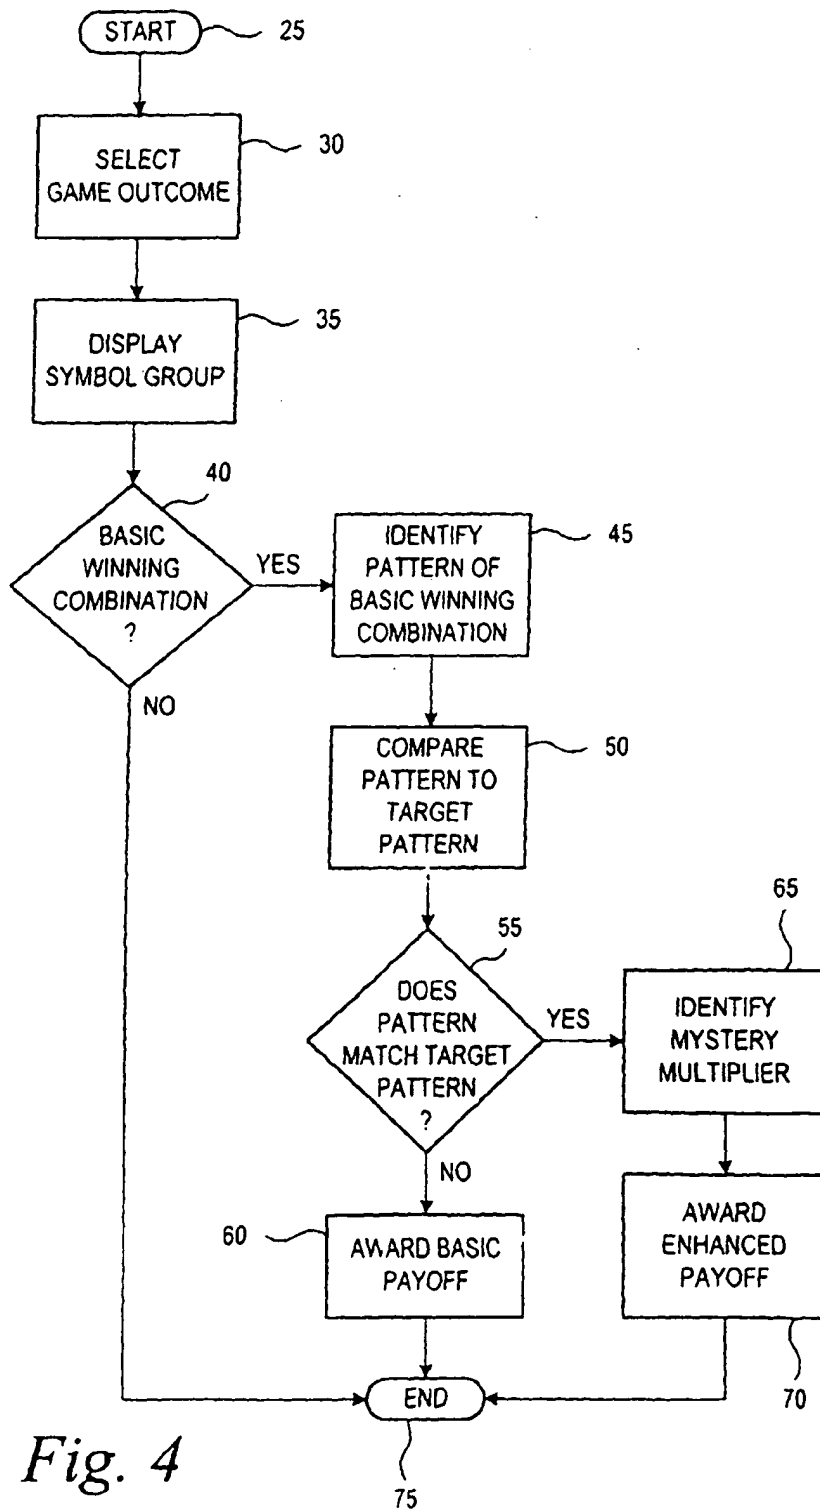 START
25
SELECT
GAME OUTCOME
30
DISPLAY
SYMBOL GROUP
35
40
BASIC
WINNING
COMBINATION
?
YES
NO
IDENTIFY
PATTERN OF
BASIC WINNING
COMBINATION
45
COMPARE
PATTERN TO
TARGET
PATTERN
50
55
DOES
PATTERN
MATCH TARGET
PATTERN
?
YES
NO
65
IDENTIFY
MYSTERY
MULTIPLIER
60
AWARD BASIC
PAYOFF
AWARD
ENHANCED
PAYOFF
70
END
75
Fig. 4